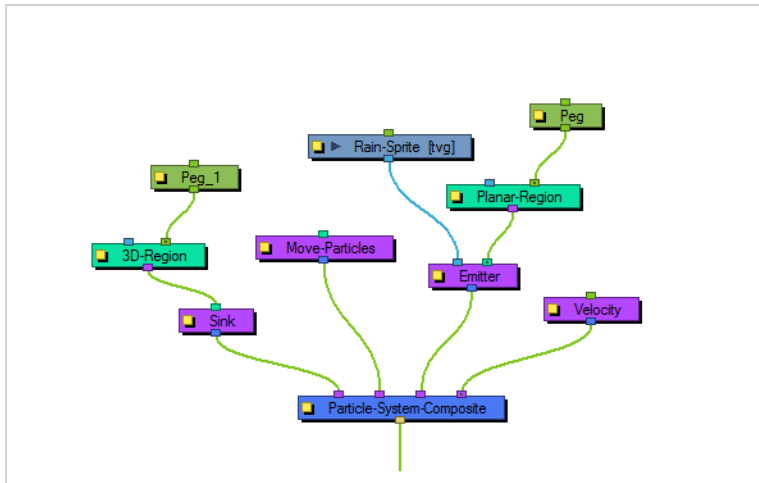 Peg
Rain-Sprite [tvg]
Peg_1
Planar-Region
3D-Region
Move-Particles
Emitter
Sink
Velocity
Particle-System-Composite